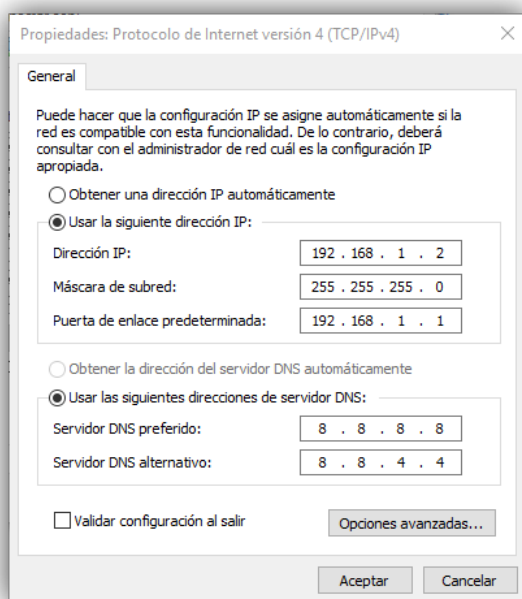 Propiedades: Protocolo de Internet versión 4 (TCP/IPv4)
General
Puede hacer que la configuración IP se asigne automáticamente si la
red es compatible con esta funcionalidad. De lo contrario, deberá
consultar con el administrador de red cuál es la configuración IP
apropiada.
Obtener una dirección IP automáticamente
Usar la siguiente dirección IP:
Dirección IP: 192 . 168 . 1 . 2
Máscara de subred: 255 . 255 . 255 . 0
Puerta de enlace predeterminada: 192 . 168 . 1 . 1
Obtener la dirección del servidor DNS automáticamente
Usar las siguientes direcciones de servidor DNS:
Servidor DNS preferido: 8 . 8 . 8 . 8
Servidor DNS alternativo: 8 . 8 . 4 . 4
Validar configuración al salir Opciones avanzadas...
Aceptar Cancelar